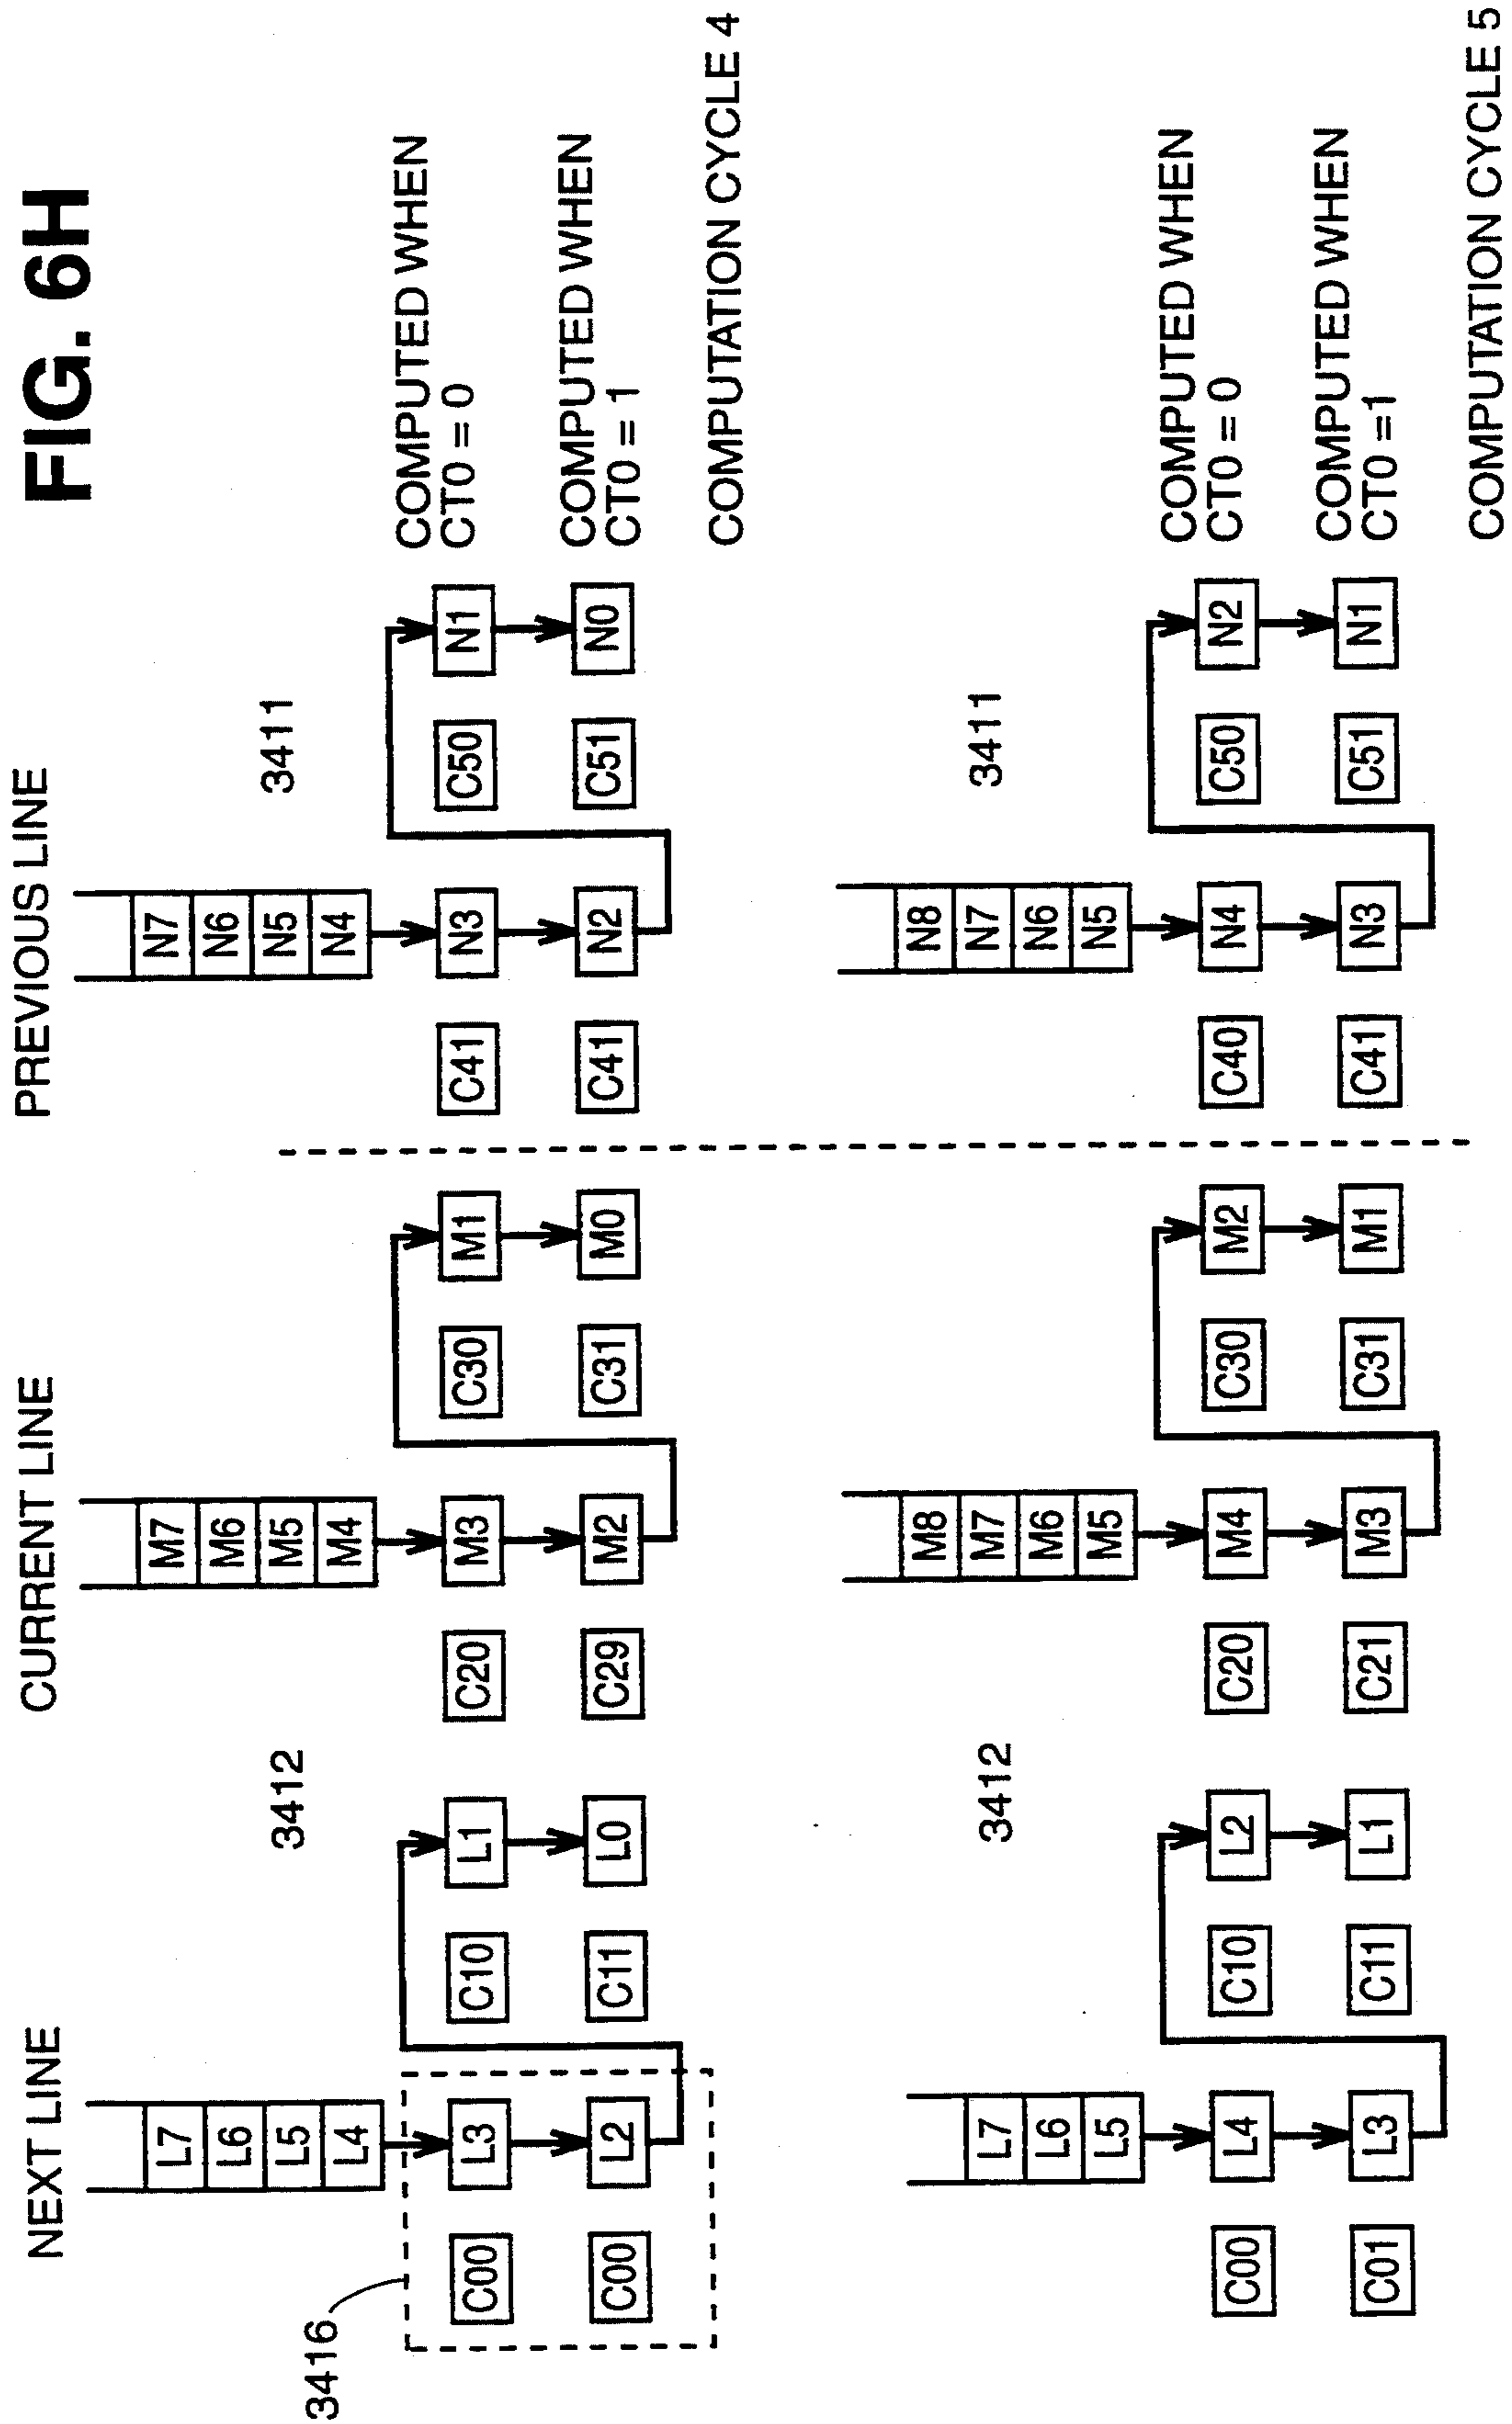 FIG. 6H
NEXT LINE
CURRENT LINE
PREVIOUS LINE
L7
L6
L5
L4
M7
M6
M5
M4
N7
N6
N5
N4
3416
3412
3411
C00 L3 C10 L1 C20 M3 C30 M1 C41 N3 C50 N1
COMPUTED WHEN
CT0 = 0
C00 L2 C11 L0 C29 M2 C31 M0 C41 N2 C51 N0
COMPUTED WHEN
CT0 = 1
COMPUTATION CYCLE 4
L7
L6
L5
M8
M7
M6
M5
N8
N7
N6
N5
3412
3411
C00 L4 C10 L2 C20 M4 C30 M2 C40 N4 C50 N2
COMPUTED WHEN
CT0 = 0
C01 L3 C11 L1 C21 M3 C31 M1 C41 N3 C51 N1
COMPUTED WHEN
CT0 =1
COMPUTATION CYCLE 5